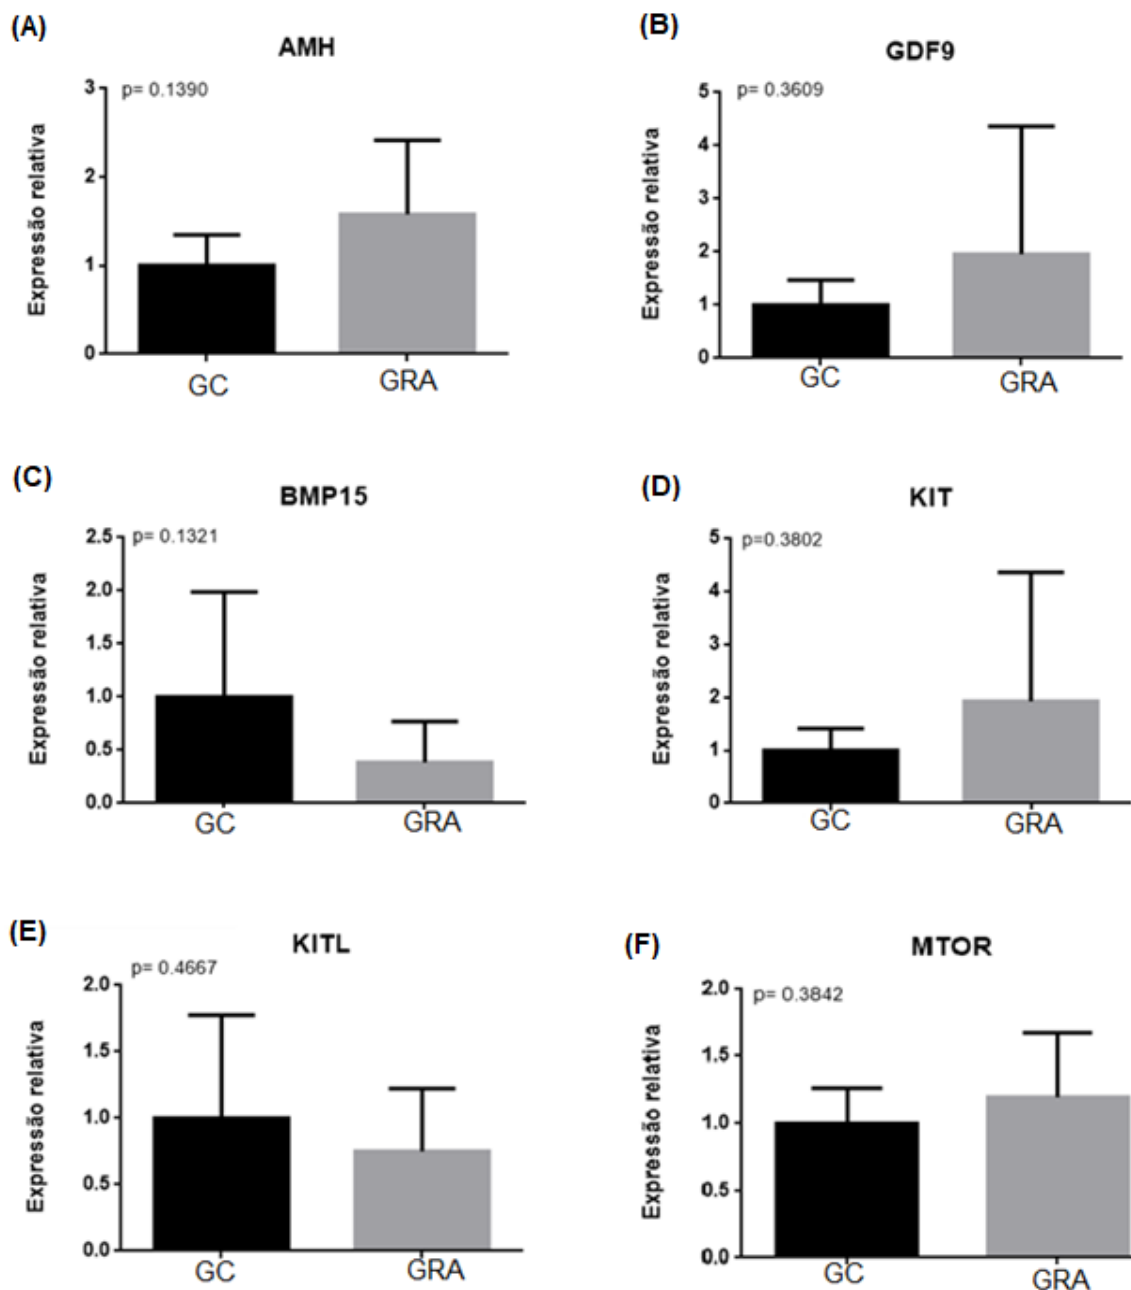 (A)
AMH
p= 0.1390
Expressão relativa
3
2
1
0
GC
GRA
(B)
GDF9
p= 0.3609
Expressão relativa
5
4
3
2
1
0
GC
GRA
(C)
BMP15
p= 0.1321
Expressão relativa
2.5
2.0
1.5
1.0
0.5
0.0
GC
GRA
(D)
KIT
p=0.3802
Expressão relativa
5
4
3
2
1
0
GC
GRA
(E)
KITL
p= 0.4667
Expressão relativa
2.0
1.5
1.0
0.5
0.0
GC
GRA
(F)
MTOR
p= 0.3842
Expressão relativa
2.0
1.5
1.0
0.5
0.0
GC
GRA